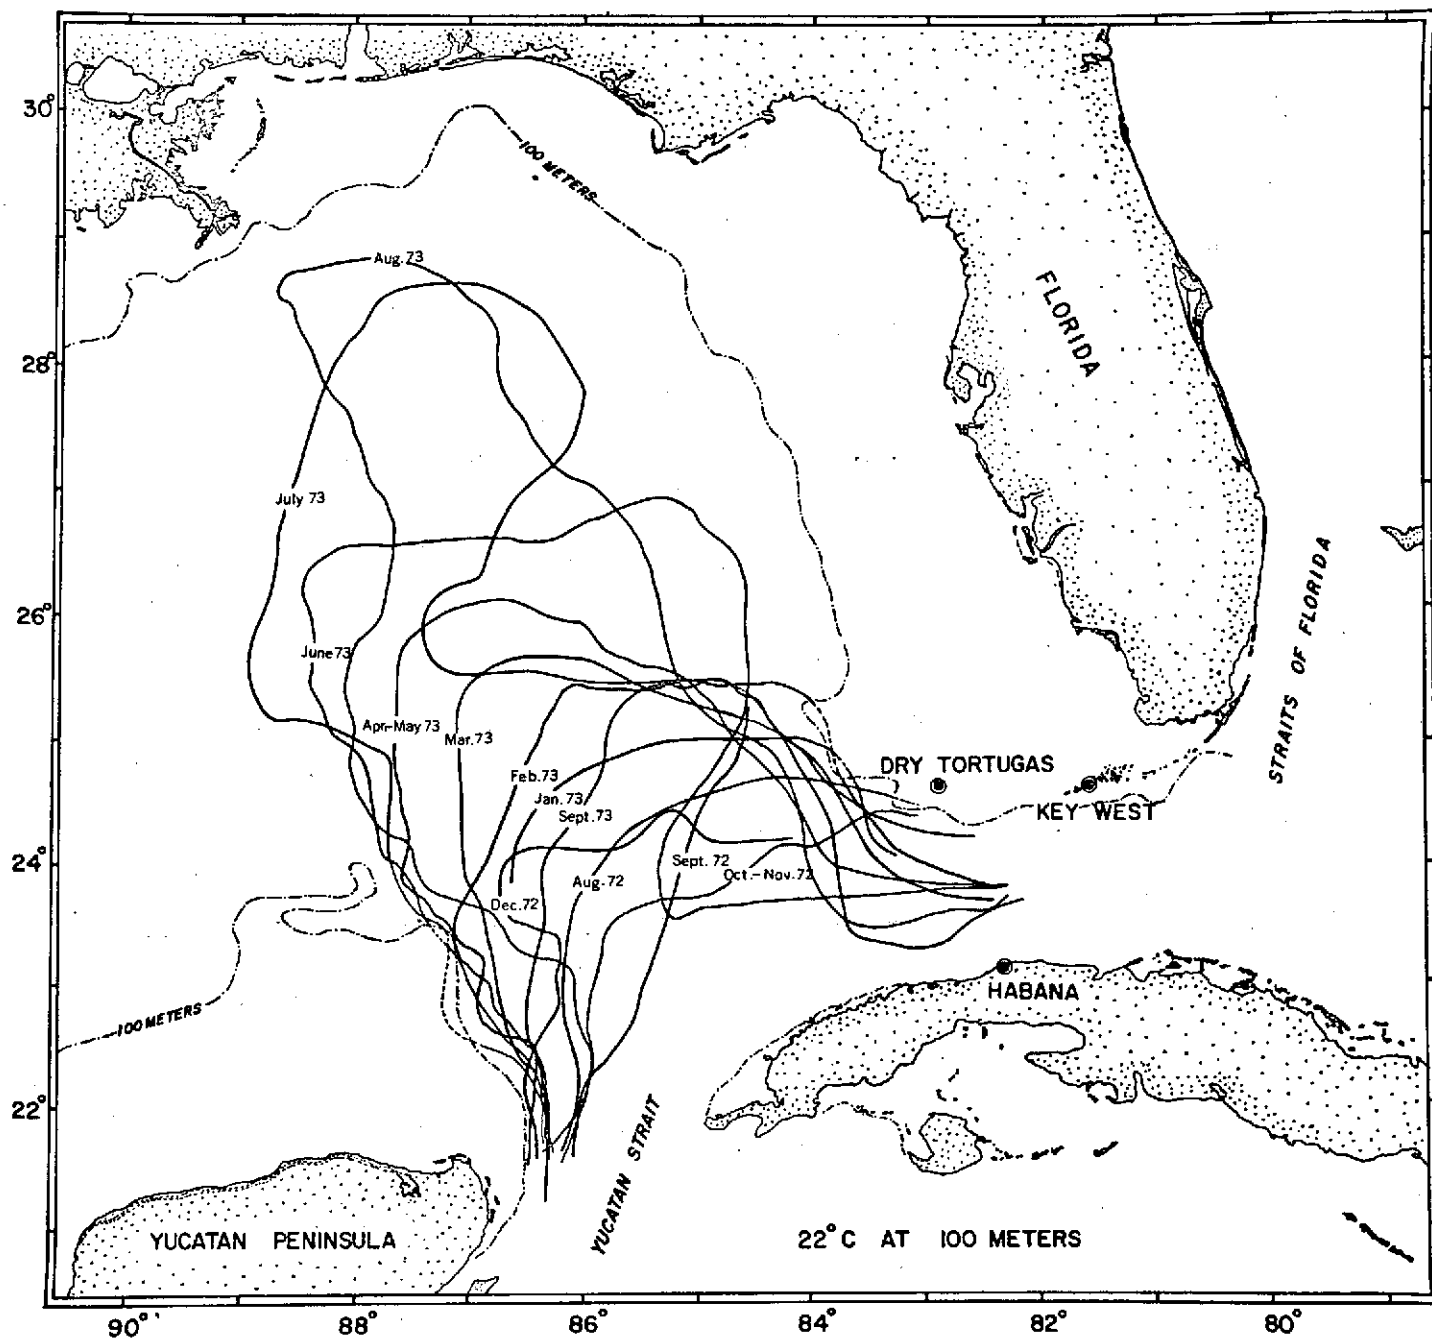 30°
100 METERS
Aug. 73
FLORIDA
28°
July 73
26°
June 73
STRAITS OF FLORIDA
Apr-May 73
Mar. 73
DRY TORTUGAS
Feb. 73
Jan. 73
KEY WEST
Sept. 73
24°
Sept. 72
Oct.-Nov. 72
Aug. 72
Dec. 72
HABANA
100 METERS
22°
YUCATAN STRAIT
YUCATAN PENINSULA
22°C AT 100 METERS
90° 88° 86° 84° 82° 80°